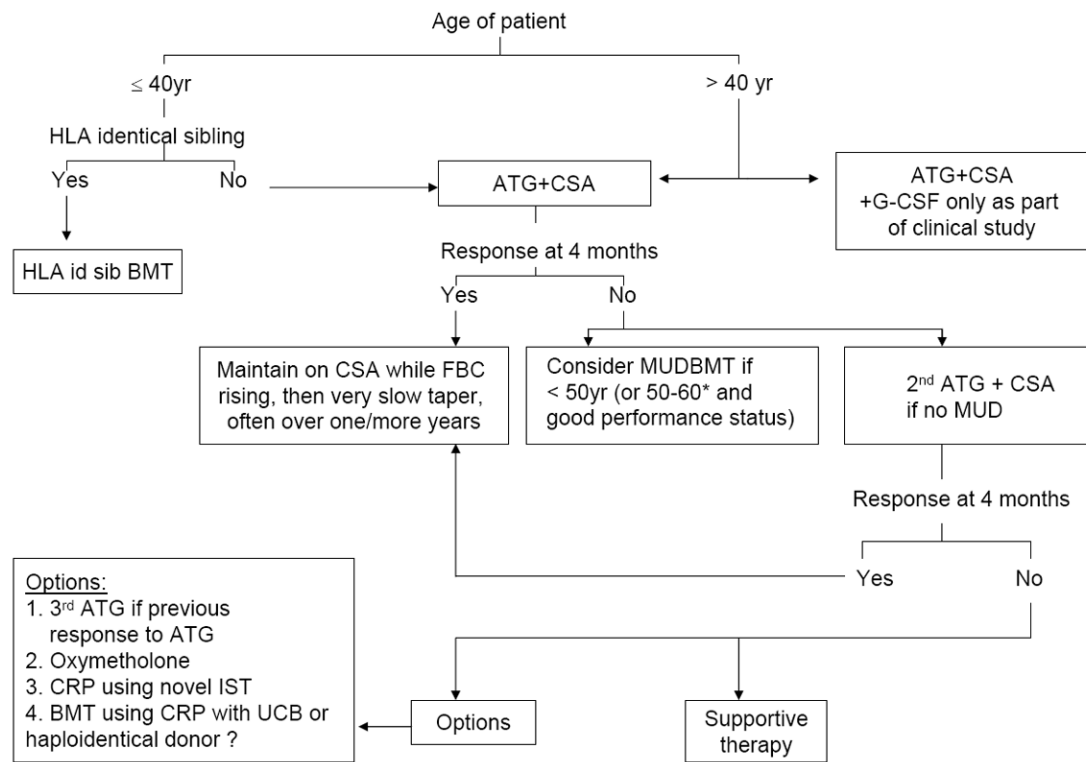 Age of patient
≤ 40yr
> 40 yr
HLA identical sibling
Yes
No
ATG+CSA
ATG+CSA
+G-CSF only as part
of clinical study
HLA id sib BMT
Response at 4 months
Yes
No
Maintain on CSA while FBC
rising, then very slow taper,
often over one/more years
Consider MUDBMT if
< 50yr (or 50-60* and
good performance status)
2nd ATG + CSA
if no MUD
Response at 4 months
Yes
No
Options:
1. 3rd ATG if previous
response to ATG
2. Oxymetholone
3. CRP using novel IST
4. BMT using CRP with UCB or
haploidentical donor ?
Options
Supportive
therapy